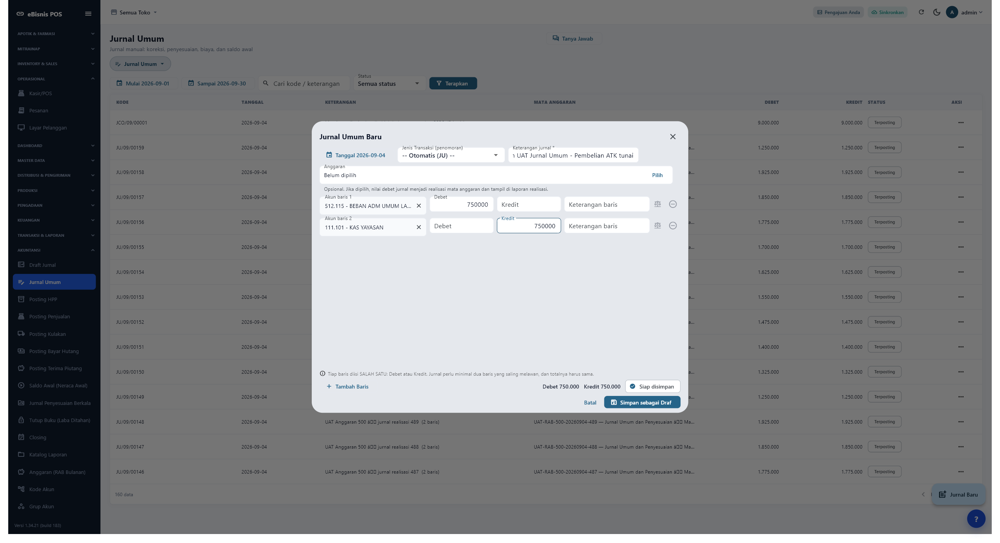 eBisnis POS
Semua Toko
Pengajuan Anda
Sinkronkan
A
admin
APOTIK & FARMASI
MITRAINAP
INVENTORY & SALES
OPERASIONAL
Kasir/POS
Pesanan
Layar Pelanggan
DASHBOARD
MASTER DATA
DISTRIBUSI & PENGIRIMAN
PRODUKSI
PENGADAAN
KEUANGAN
TRANSAKSI & LAPORAN
AKUNTANSI
Draft Jurnal
Jurnal Umum
Posting HPP
Posting Penjualan
Posting Kulakan
Posting Bayar Hutang
Posting Terima Piutang
Saldo Awal (Neraca Awal)
Jurnal Penyesuaian Berkala
Tutup Buku (Laba Ditahan)
Closing
Katalog Laporan
Anggaran (RAB Bulanan)
Kode Akun
Grup Akun
Versi 1.34.21 (build 183)
Jurnal Umum
Tanya Jawab
Jurnal manual: koreksi, penyesuaian, biaya, dan saldo awal
Jurnal Umum
Mulai 2026-09-01
Sampai 2026-09-30
Cari kode / keterangan
Status
Semua status
Terapkan
KODE TANGGAL KETERANGAN MATA ANGGARAN DEBET KREDIT STATUS AKSI
JCO/09/00001 2026-09-04 9.000.000 9.000.000 Terposting
JU/09/00159 2026-09-04 a... 1.250.000 1.250.000 Terposting
JU/09/00158 2026-09-04 a... 1.925.000 1.925.000 Terposting
JU/09/00157 2026-09-04 a... 1.850.000 1.850.000 Terposting
JU/09/00156 2026-09-04 a... 1.775.000 1.775.000 Terposting
JU/09/00155 2026-09-04 a... 1.700.000 1.700.000 Terposting
JU/09/00154 2026-09-04 a... 1.625.000 1.625.000 Terposting
JU/09/00153 2026-09-04 a... 1.550.000 1.550.000 Terposting
JU/09/00152 2026-09-04 a... 1.475.000 1.475.000 Terposting
JU/09/00151 2026-09-04 a... 1.400.000 1.400.000 Terposting
JU/09/00150 2026-09-04 a... 1.325.000 1.325.000 Terposting
JU/09/00149 2026-09-04 a... 1.250.000 1.250.000 Terposting
JU/09/00148 2026-09-04 UAT Anggaran 500 â▯▯ jurnal realisasi 489 (2 baris) UAT-RAB-500-20260904-489 — Jurnal Umum dan Penyesuaian â▯▯ Ma... 1.925.000 1.925.000 Terposting
JU/09/00147 2026-09-04 UAT Anggaran 500 â▯▯ jurnal realisasi 488 (2 baris) UAT-RAB-500-20260904-488 — Jurnal Umum dan Penyesuaian â▯▯ Ma... 1.850.000 1.850.000 Terposting
JU/09/00146 2026-09-04 UAT Anggaran 500 â▯▯ jurnal realisasi 487 (2 baris) UAT-RAB-500-20260904-487 — Jurnal Umum dan Penyesuaian â▯▯ Ma... 1.775.000 1.775.000 Terposting
160 data
Jurnal Baru
?
Jurnal Umum Baru
Tanggal 2026-09-04
Jenis Transaksi (penomoran)
-- Otomatis (JU) --
Keterangan jurnal *
UAT Jurnal Umum - Pembelian ATK tunai
Anggaran
Belum dipilih
Pilih
Opsional. Jika dipilih, nilai debet jurnal menjadi realisasi mata anggaran dan tampil di laporan realisasi.
Akun baris 1
512.115 - BEBAN ADM UMUM LA...
Debet
750000
Kredit
Keterangan baris
Akun baris 2
111.101 - KAS YAYASAN
Debet
Kredit
750000
Keterangan baris
Tiap baris diisi SALAH SATU: Debet atau Kredit. Jurnal perlu minimal dua baris yang saling melawan, dan totalnya harus sama.
Tambah Baris
Debet 750.000 Kredit 750.000
Siap disimpan
Batal
Simpan sebagai Draf